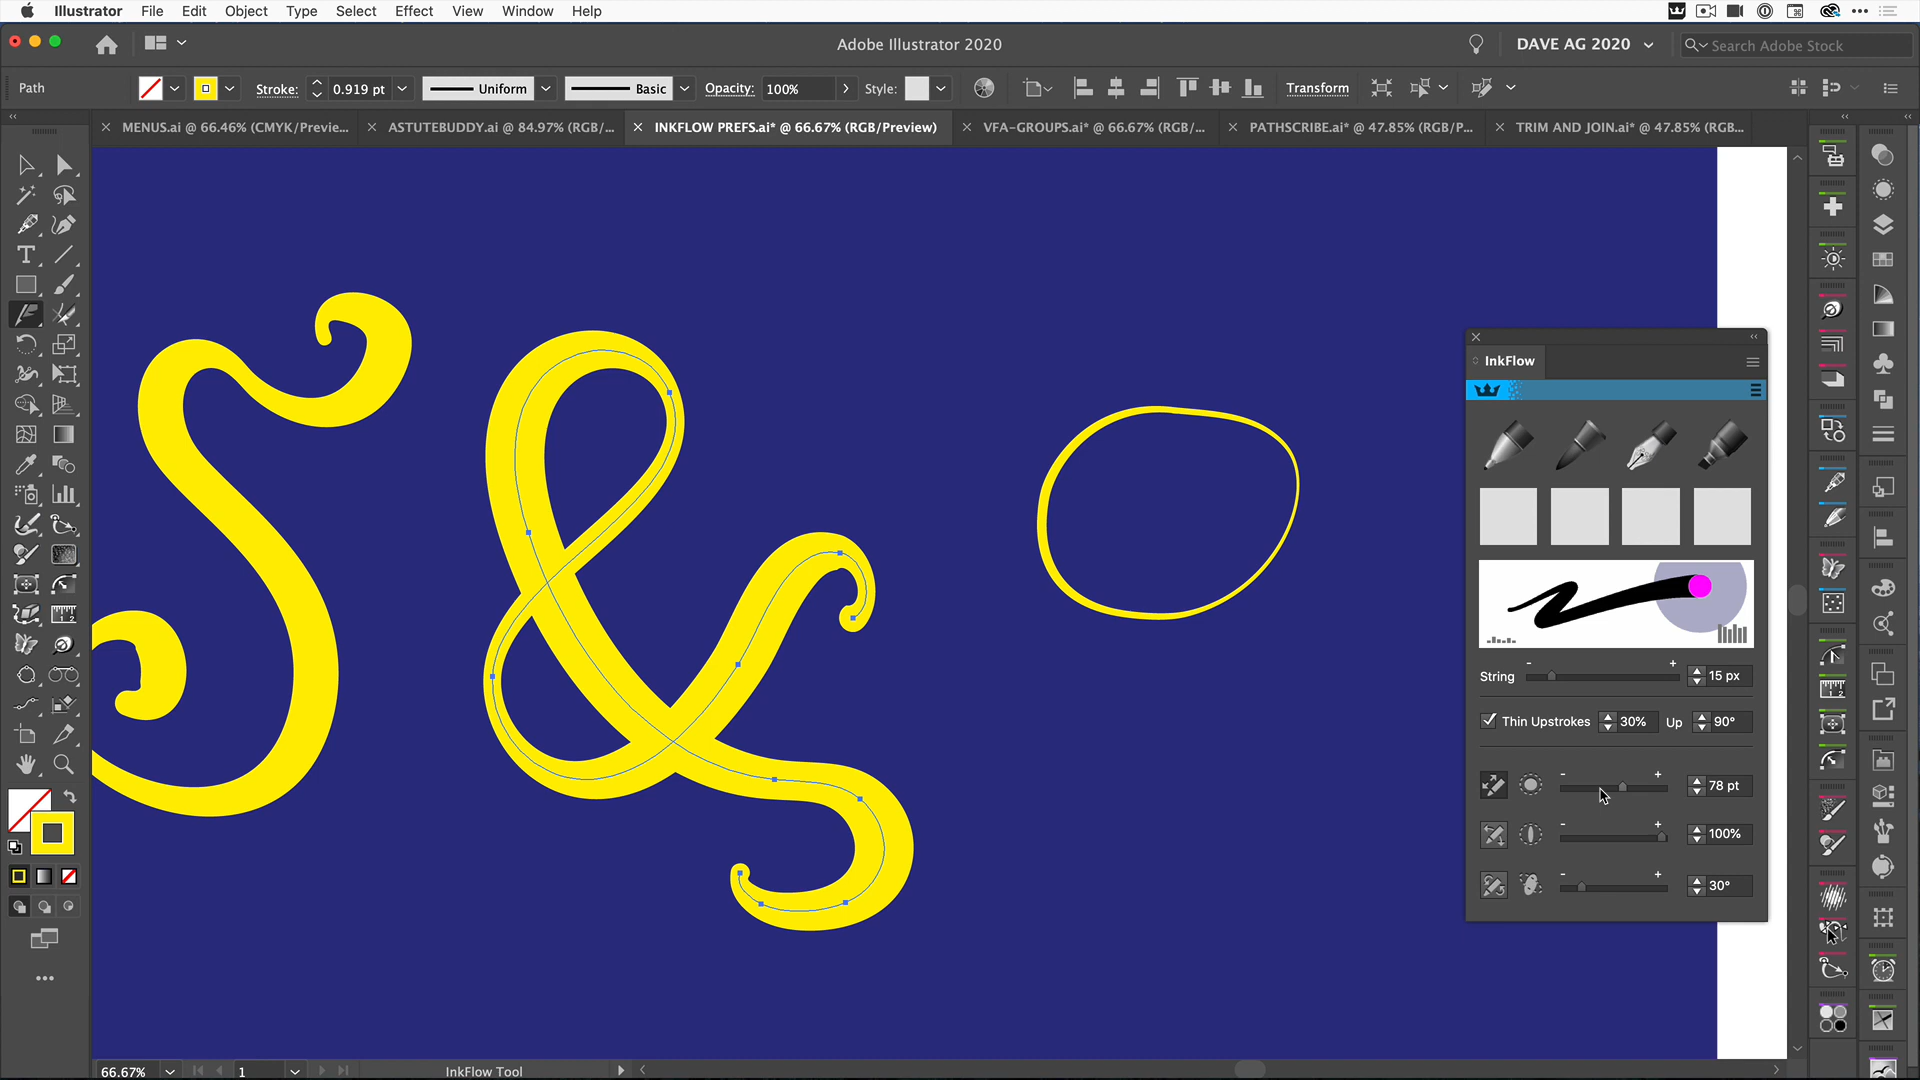 Illustrator File Edit Object Type Select Effect View Window Help
Adobe Illustrator 2020
DAVE AG 2020
Search Adobe Stock
Path
Stroke: 0.919 pt Uniform Basic Opacity: 100% Style: Transform
MENUS.ai @ 66.46% (CMYK/Previe...
ASTUTEBUDDY.ai @ 84.97% (RGB/...
INKFLOW PREFS.ai* @ 66.67% (RGB/Preview)
VFA-GROUPS.ai* @ 66.67% (RGB/...
PATHSCRIBE.ai* @ 47.85% (RGB/P...
TRIM AND JOIN.ai* @ 47.85% (RGB...
&
InkFlow
String - + 15 px
Thin Upstrokes 30% Up 90°
- + 78 pt
- + 100%
- + 30°
66.67% 1 InkFlow Tool